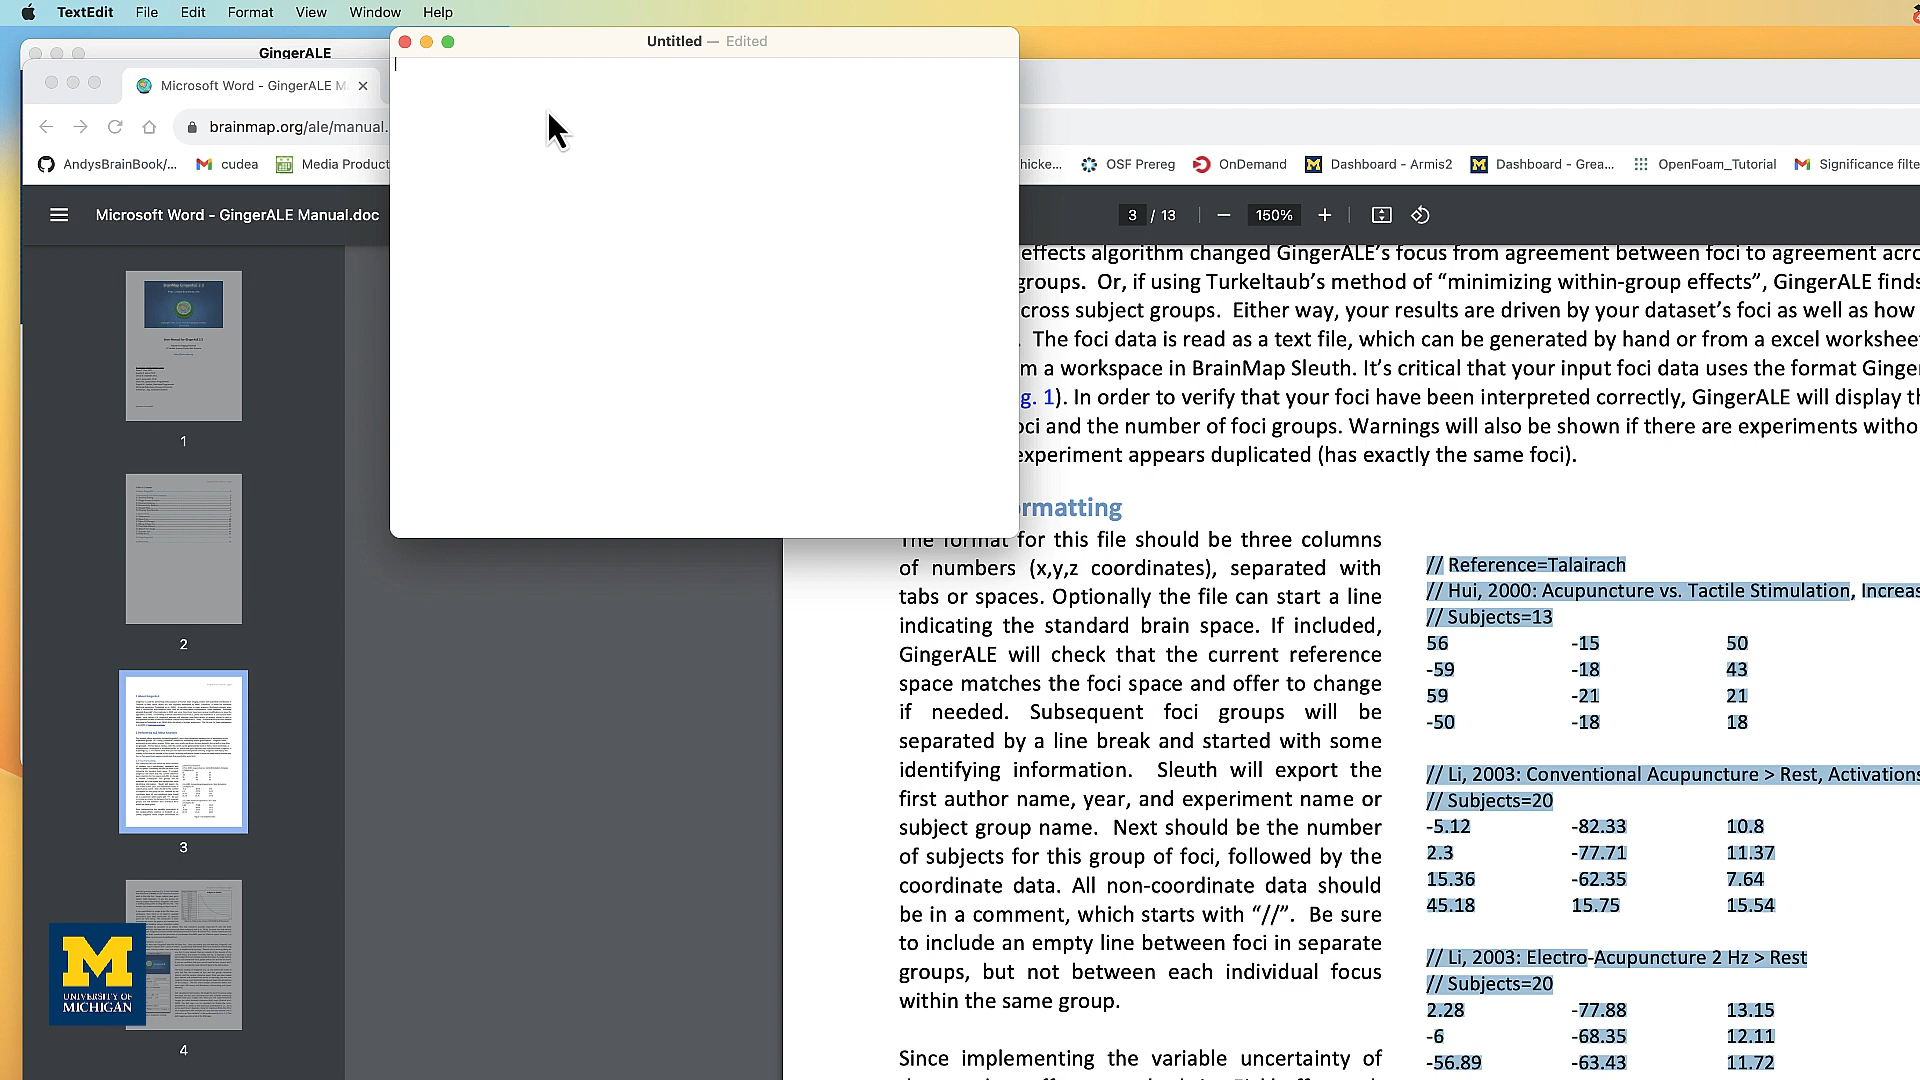 TextEdit File Edit Format View Window Help
GingerALE
Untitled — Edited
Microsoft Word - GingerALE M
brainmap.org/ale/manual.
AndysBrainBook/... cudea Media Product hicke... OSF Prereg OnDemand Dashboard - Armis2 Dashboard - Grea... OpenFoam_Tutorial Significance filte
Microsoft Word - GingerALE Manual.doc 3 / 13 150%
effects algorithm changed GingerALE's focus from agreement between foci to agreement acro
groups. Or, if using Turkeltaub's method of “minimizing within-group effects”, GingerALE finds
cross subject groups. Either way, your results are driven by your dataset's foci as well as how
. The foci data is read as a text file, which can be generated by hand or from a excel workshee
m a workspace in BrainMap Sleuth. It's critical that your input foci data uses the format Ginge
g. 1). In order to verify that your foci have been interpreted correctly, GingerALE will display th
oci and the number of foci groups. Warnings will also be shown if there are experiments witho
experiment appears duplicated (has exactly the same foci).
rmatting
The format for this file should be three columns
of numbers (x,y,z coordinates), separated with
tabs or spaces. Optionally the file can start a line
indicating the standard brain space. If included,
GingerALE will check that the current reference
space matches the foci space and offer to change
if needed. Subsequent foci groups will be
separated by a line break and started with some
identifying information. Sleuth will export the
first author name, year, and experiment name or
subject group name. Next should be the number
of subjects for this group of foci, followed by the
coordinate data. All non-coordinate data should
be in a comment, which starts with “//”. Be sure
to include an empty line between foci in separate
groups, but not between each individual focus
within the same group.
Since implementing the variable uncertainty of
// Reference=Talairach
// Hui, 2000: Acupuncture vs. Tactile Stimulation, Increas
// Subjects=13
56 -15 50
-59 -18 43
59 -21 21
-50 -18 18
// Li, 2003: Conventional Acupuncture > Rest, Activations
// Subjects=20
-5.12 -82.33 10.8
2.3 -77.71 11.37
15.36 -62.35 7.64
45.18 15.75 15.54
// Li, 2003: Electro-Acupuncture 2 Hz > Rest
// Subjects=20
2.28 -77.88 13.15
-6 -68.35 12.11
-56.89 -63.43 11.72
1
2
3
4
M
UNIVERSITY OF
MICHIGAN